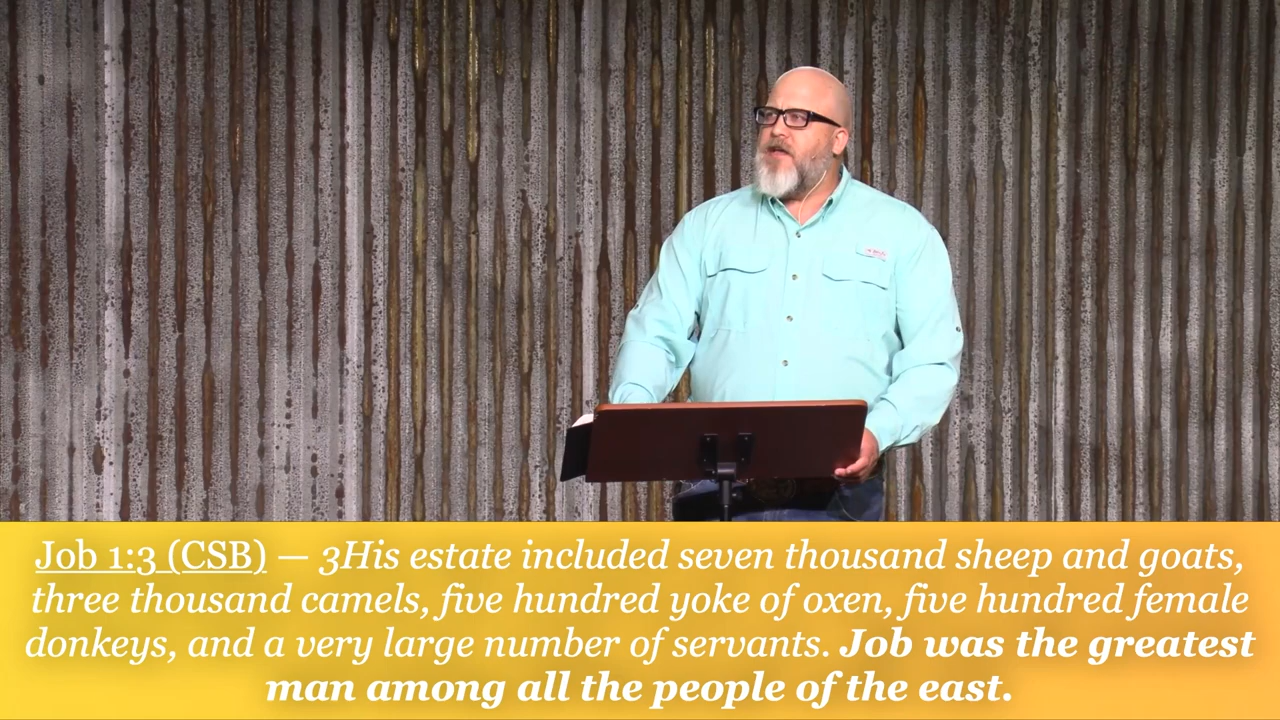 Job 1:3 (CSB) — 3His estate included seven thousand sheep and goats,
three thousand camels, five hundred yoke of oxen, five hundred female
donkeys, and a very large number of servants. Job was the greatest
man among all the people of the east.